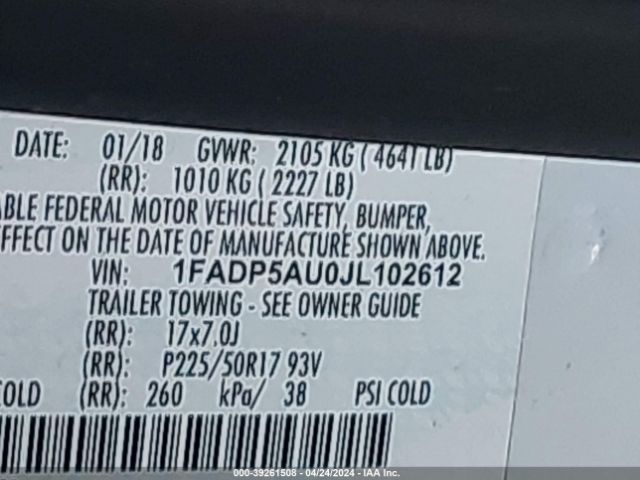 DATE: 01/18 GVWR: 2105 KG ( 4641 LB)
(RR): 1010 KG ( 2227 LB)
ABLE FEDERAL MOTOR VEHICLE SAFETY, BUMPER,
EFFECT ON THE DATE OF MANUFACTURE SHOWN ABOVE.
VIN: 1FADP5AU0JL102612
TRAILER TOWING - SEE OWNER GUIDE
(RR): 17x7.0J
(RR): P225/50R17 93V
COLD (RR): 260 kPa/ 38 PSI COLD
000-39261508 - 04/24/2024 - IAA Inc.